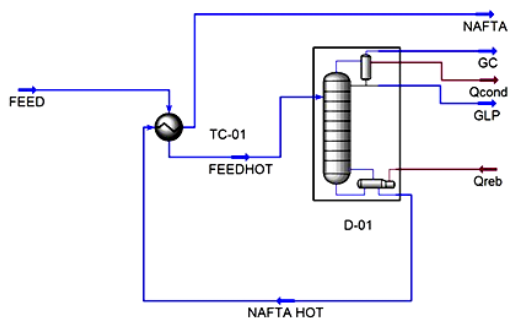 NAFTA
GC
Qcond
GLP
FEED
TC-01
FEEDHOT
Qreb
D-01
NAFTA HOT